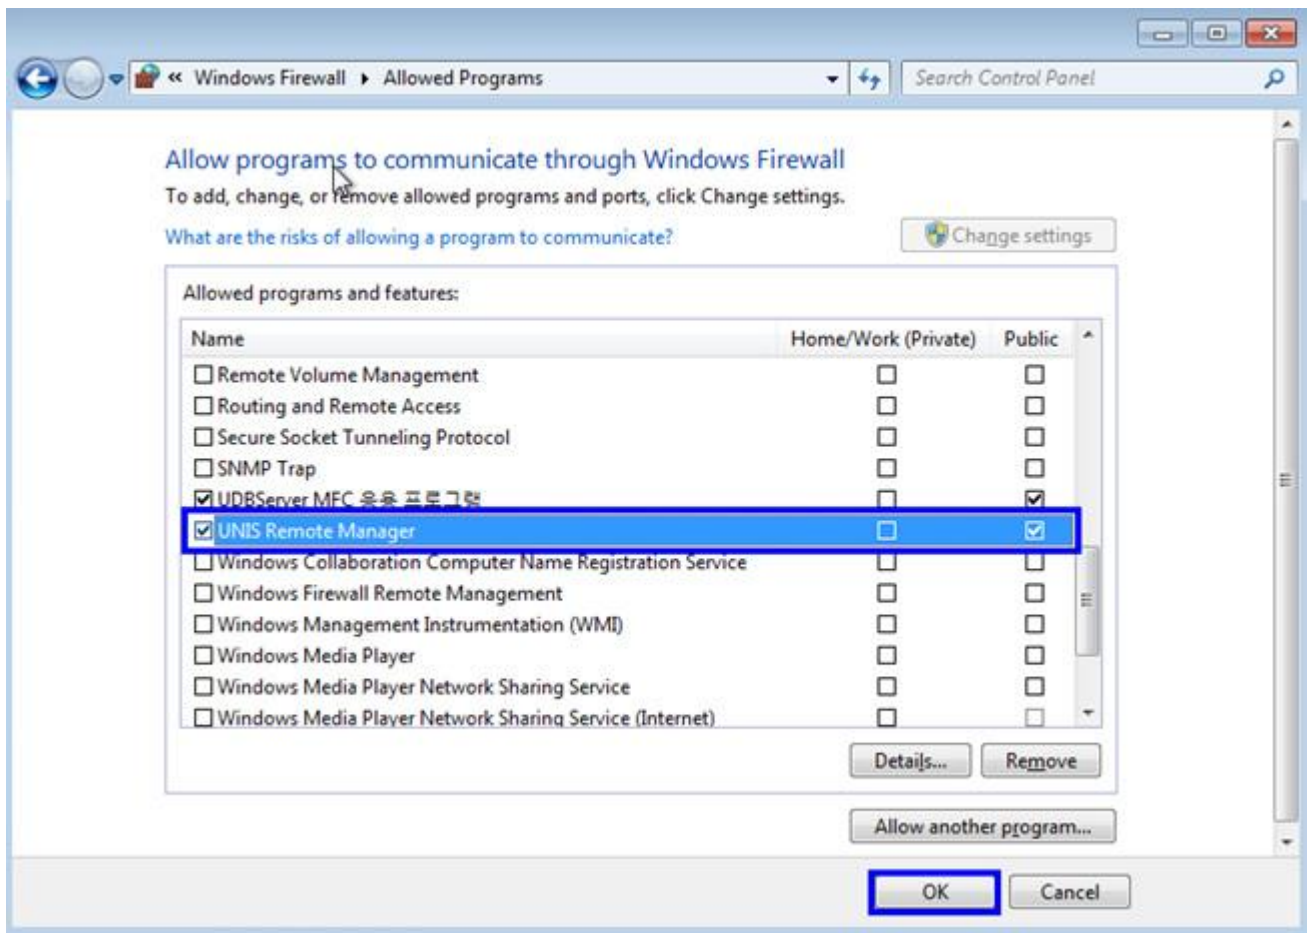 « Windows Firewall ▸ Allowed Programs
Search Control Panel
Allow programs to communicate through Windows Firewall
To add, change, or remove allowed programs and ports, click Change settings.
What are the risks of allowing a program to communicate?
Change settings
Allowed programs and features:
Name Home/Work (Private) Public
Remote Volume Management
Routing and Remote Access
Secure Socket Tunneling Protocol
SNMP Trap
UDBServer MFC 응용 프로그램
UNIS Remote Manager
Windows Collaboration Computer Name Registration Service
Windows Firewall Remote Management
Windows Management Instrumentation (WMI)
Windows Media Player
Windows Media Player Network Sharing Service
Windows Media Player Network Sharing Service (Internet)
Details... Remove
Allow another program...
OK Cancel